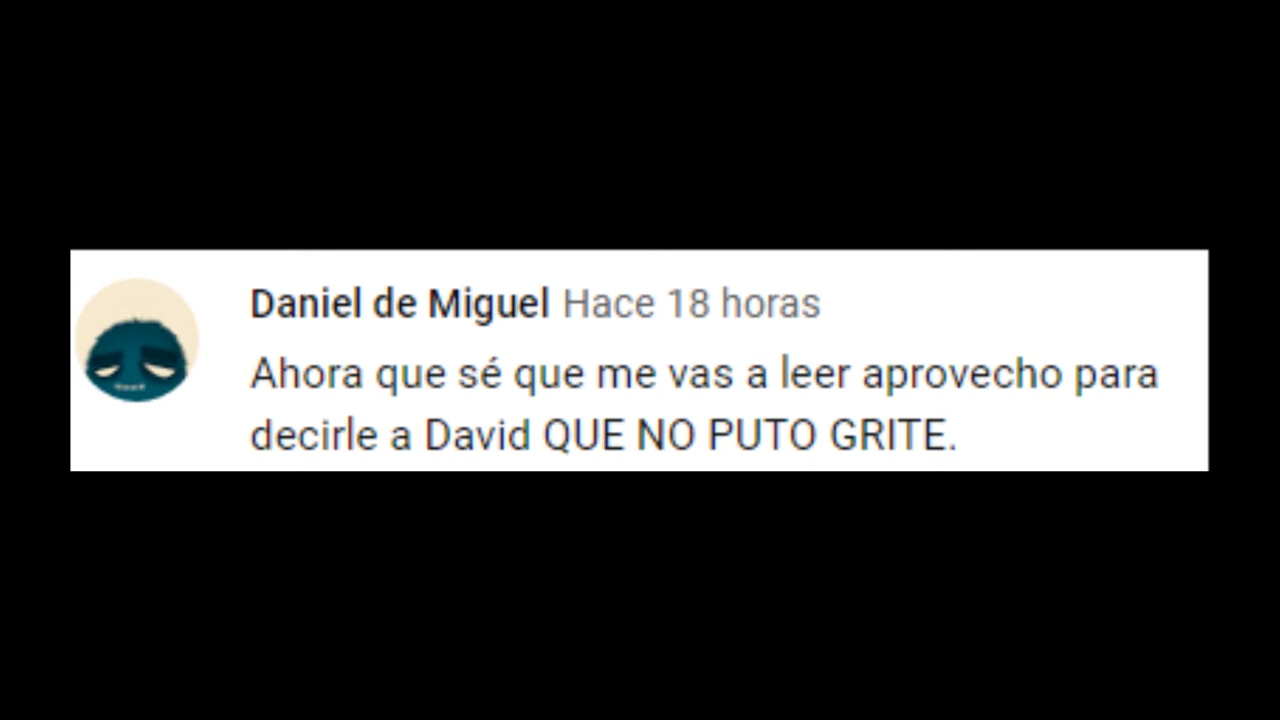 Daniel de Miguel Hace 18 horas
Ahora que sé que me vas a leer aprovecho para
decirle a David QUE NO PUTO GRITE.